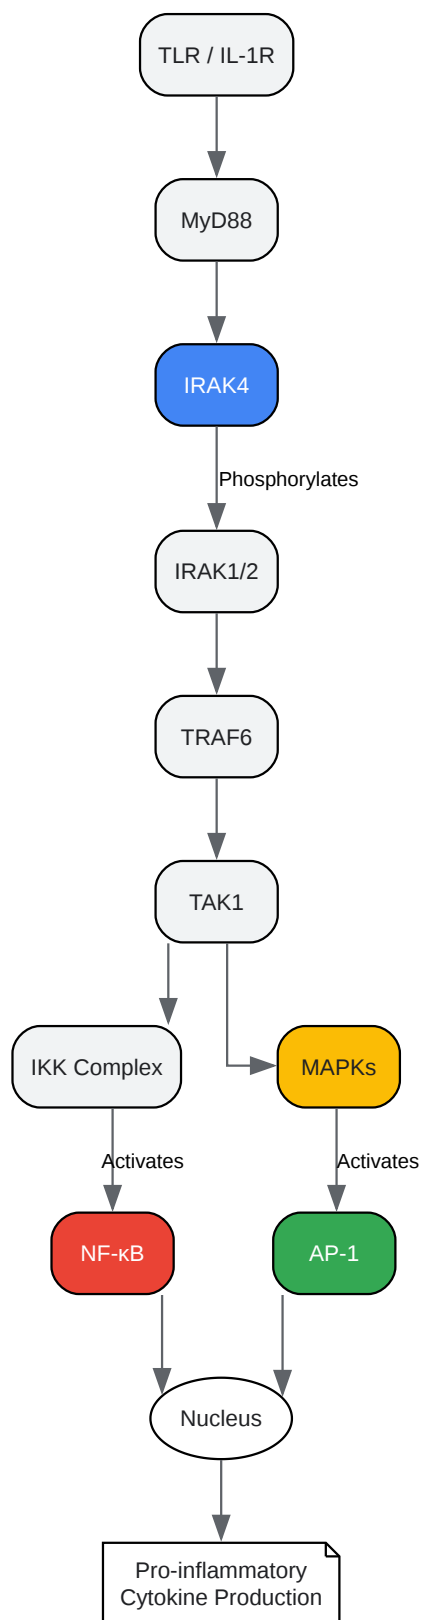 TLR / IL-1R
MyD88
IRAK4
Phosphorylates
IRAK1/2
TRAF6
TAK1
IKK Complex
MAPKs
Activates
Activates
NF-κB
AP-1
Nucleus
Pro-inflammatory
Cytokine Production